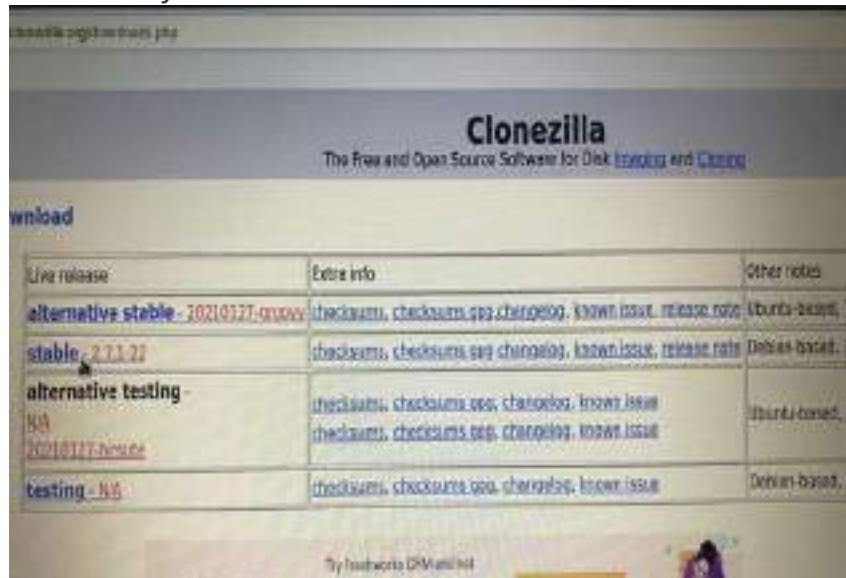 Clonezilla
The Free and Open Source Software for Disk Imaging and Cloning
wnload
Live release Extra info Other notes
alternative stable - 20210127-groovy checksums, checksums gpg, changelog, known issue, release note Ubuntu-based,
stable - 2.7.1-22 checksums, checksums gpg, changelog, known issue, release note Debian-based,
alternative testing -
N/A checksums, checksums gpg, changelog, known issue Ubuntu-based,
20210127-hirsute checksums, checksums gpg, changelog, known issue
testing - N/A checksums, checksums gpg, changelog, known issue Debian-based,